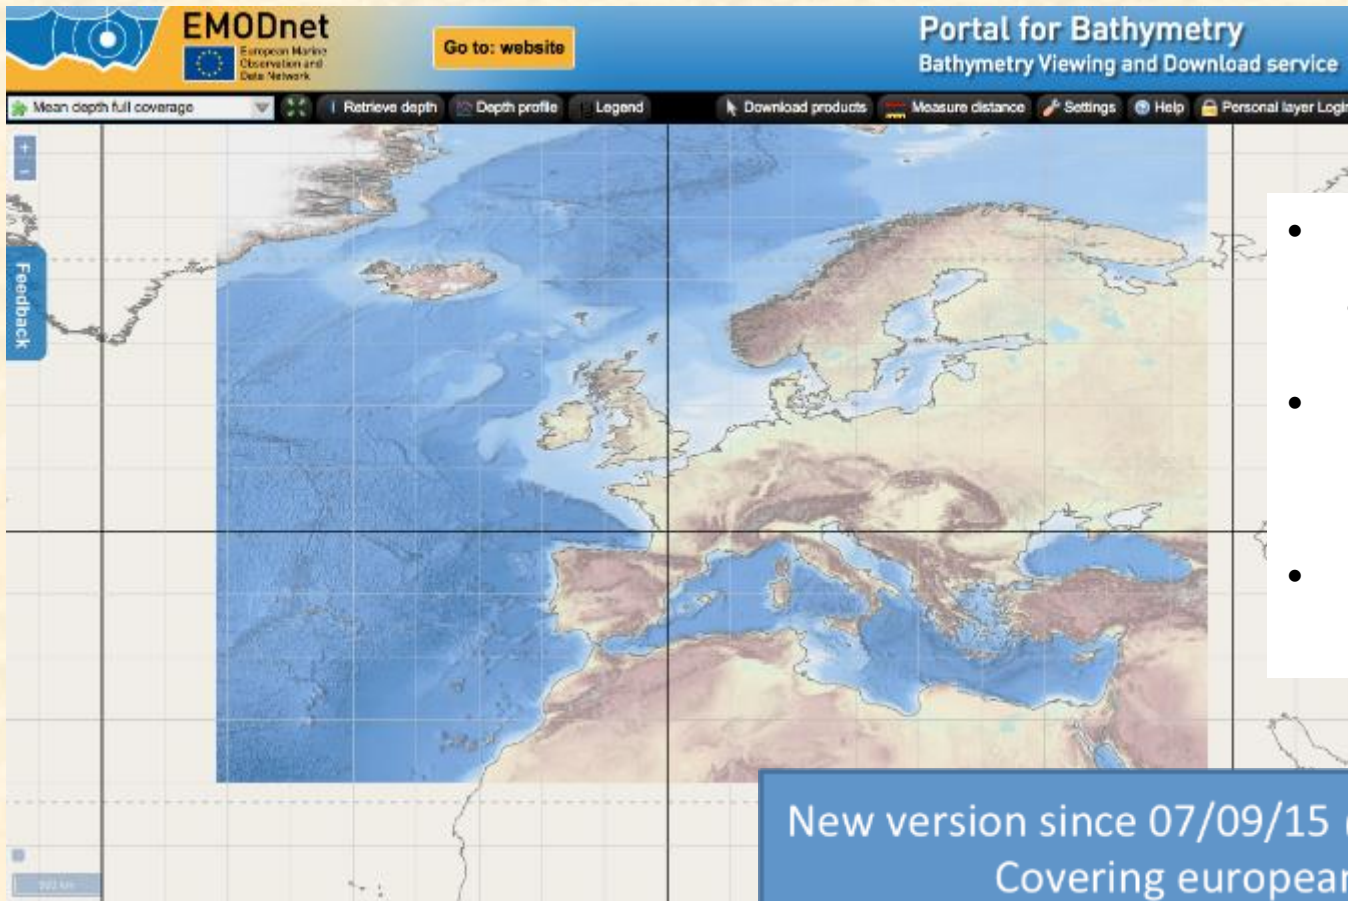 EMODnet
European Marine
Observation and
Data Network
Go to: website
Portal for Bathymetry
Bathymetry Viewing and Download service
Mean depth full coverage
Retrieve depth
Depth profile
Legend
Download products
Measure distance
Settings
Help
Personal layer Login
+
-
Feedback
•
•
•
New version since 07/09/15
Covering european